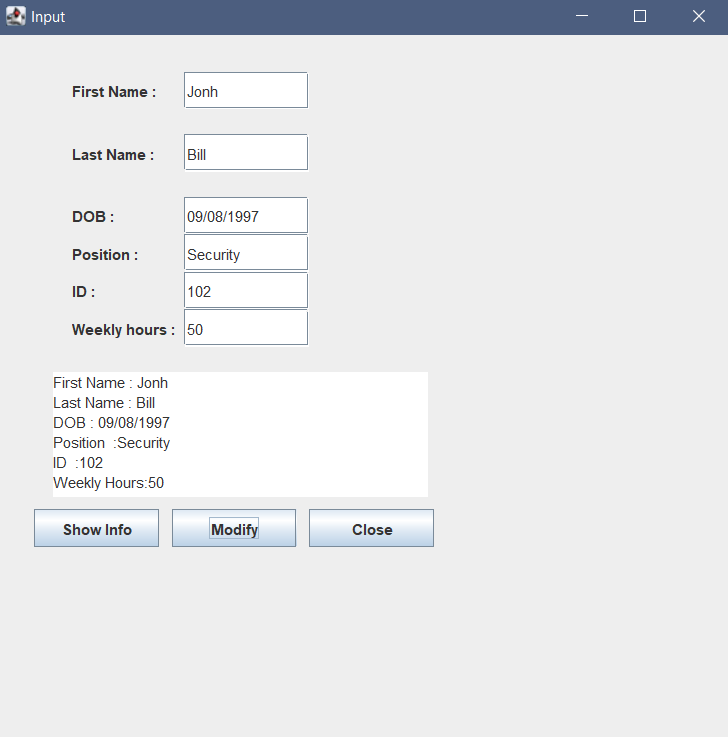 Input
First Name : Jonh
Last Name : Bill
DOB : 09/08/1997
Position : Security
ID : 102
Weekly hours : 50
First Name : Jonh
Last Name : Bill
DOB : 09/08/1997
Position  :Security
ID  :102
Weekly Hours:50
Show Info Modify Close